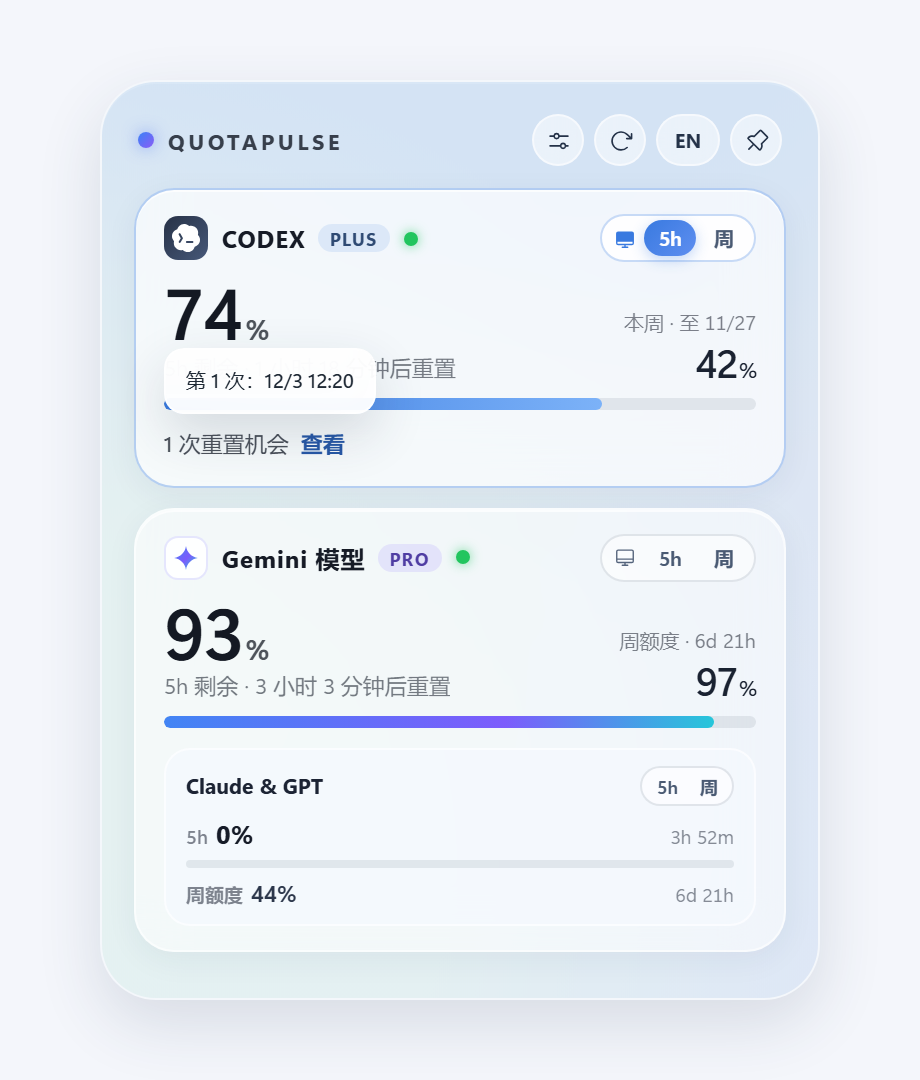 QUOTAPULSE
EN
CODEX PLUS
5h 周
74%
本周 · 至 11/27
钟后重置
42%
第 1 次: 12/3 12:20
1 次重置机会 查看
Gemini 模型 PRO
5h 周
93%
周额度 · 6d 21h
5h 剩余 · 3 小时 3 分钟后重置
97%
Claude & GPT
5h 周
5h 0%
3h 52m
周额度 44%
6d 21h